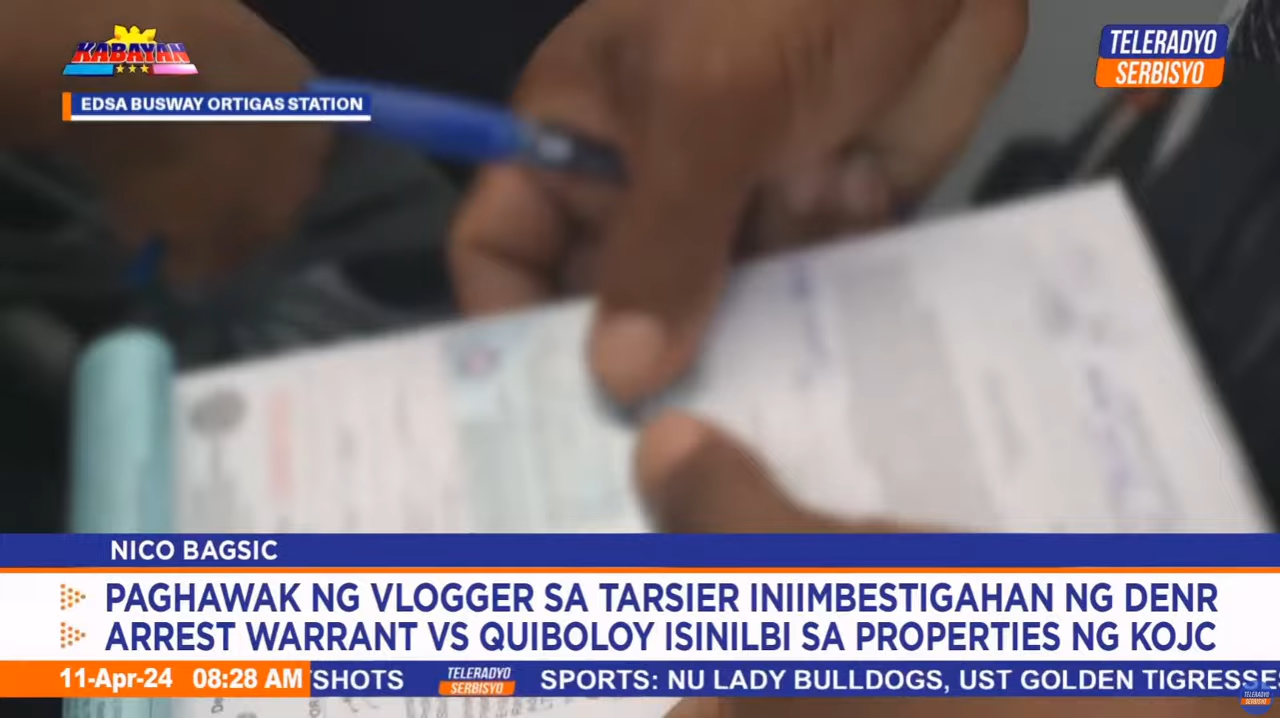 KABAYAN
TELERADYO
SERBISYO
EDSA BUSWAY ORTIGAS STATION
NICO BAGSIC
PAGHAWAK NG VLOGGER SA TARSIER INIIMBESTIGAHAN NG DENR
ARREST WARRANT VS QUIBOLOY ISINILBI SA PROPERTIES NG KOJC
11-Apr-24 08:28 AM
SHOTS TELERADYO SERBISYO SPORTS: NU LADY BULLDOGS, UST GOLDEN TIGRESSES
TELERADYO
SERBISYO